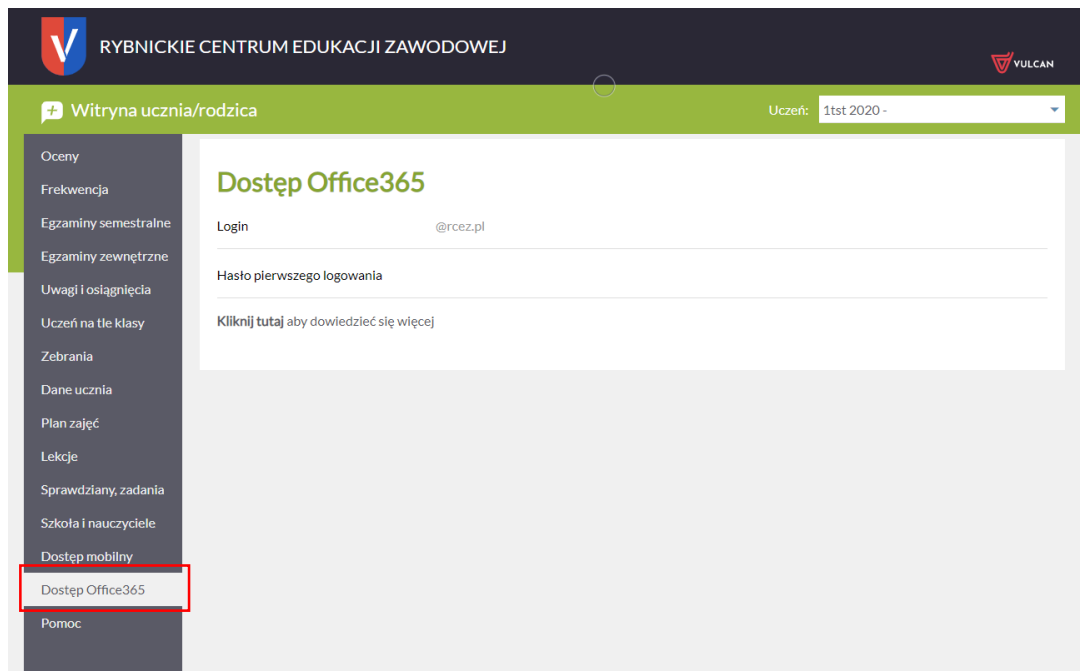 V RYBNICKIE CENTRUM EDUKACJI ZAWODOWEJ
VULCAN
Witryna ucznia/rodzica
Uczeń: 1tst 2020 -
Oceny
Frekwencja
Egzaminy semestralne
Egzaminy zewnętrzne
Uwagi i osiągnięcia
Uczeń na tle klasy
Zebrania
Dane ucznia
Plan zajęć
Lekcje
Sprawdziany, zadania
Szkoła i nauczyciele
Dostęp mobilny
Dostęp Office365
Pomoc
Dostęp Office365
Login @rcez.pl
Hasło pierwszego logowania
Kliknij tutaj aby dowiedzieć się więcej